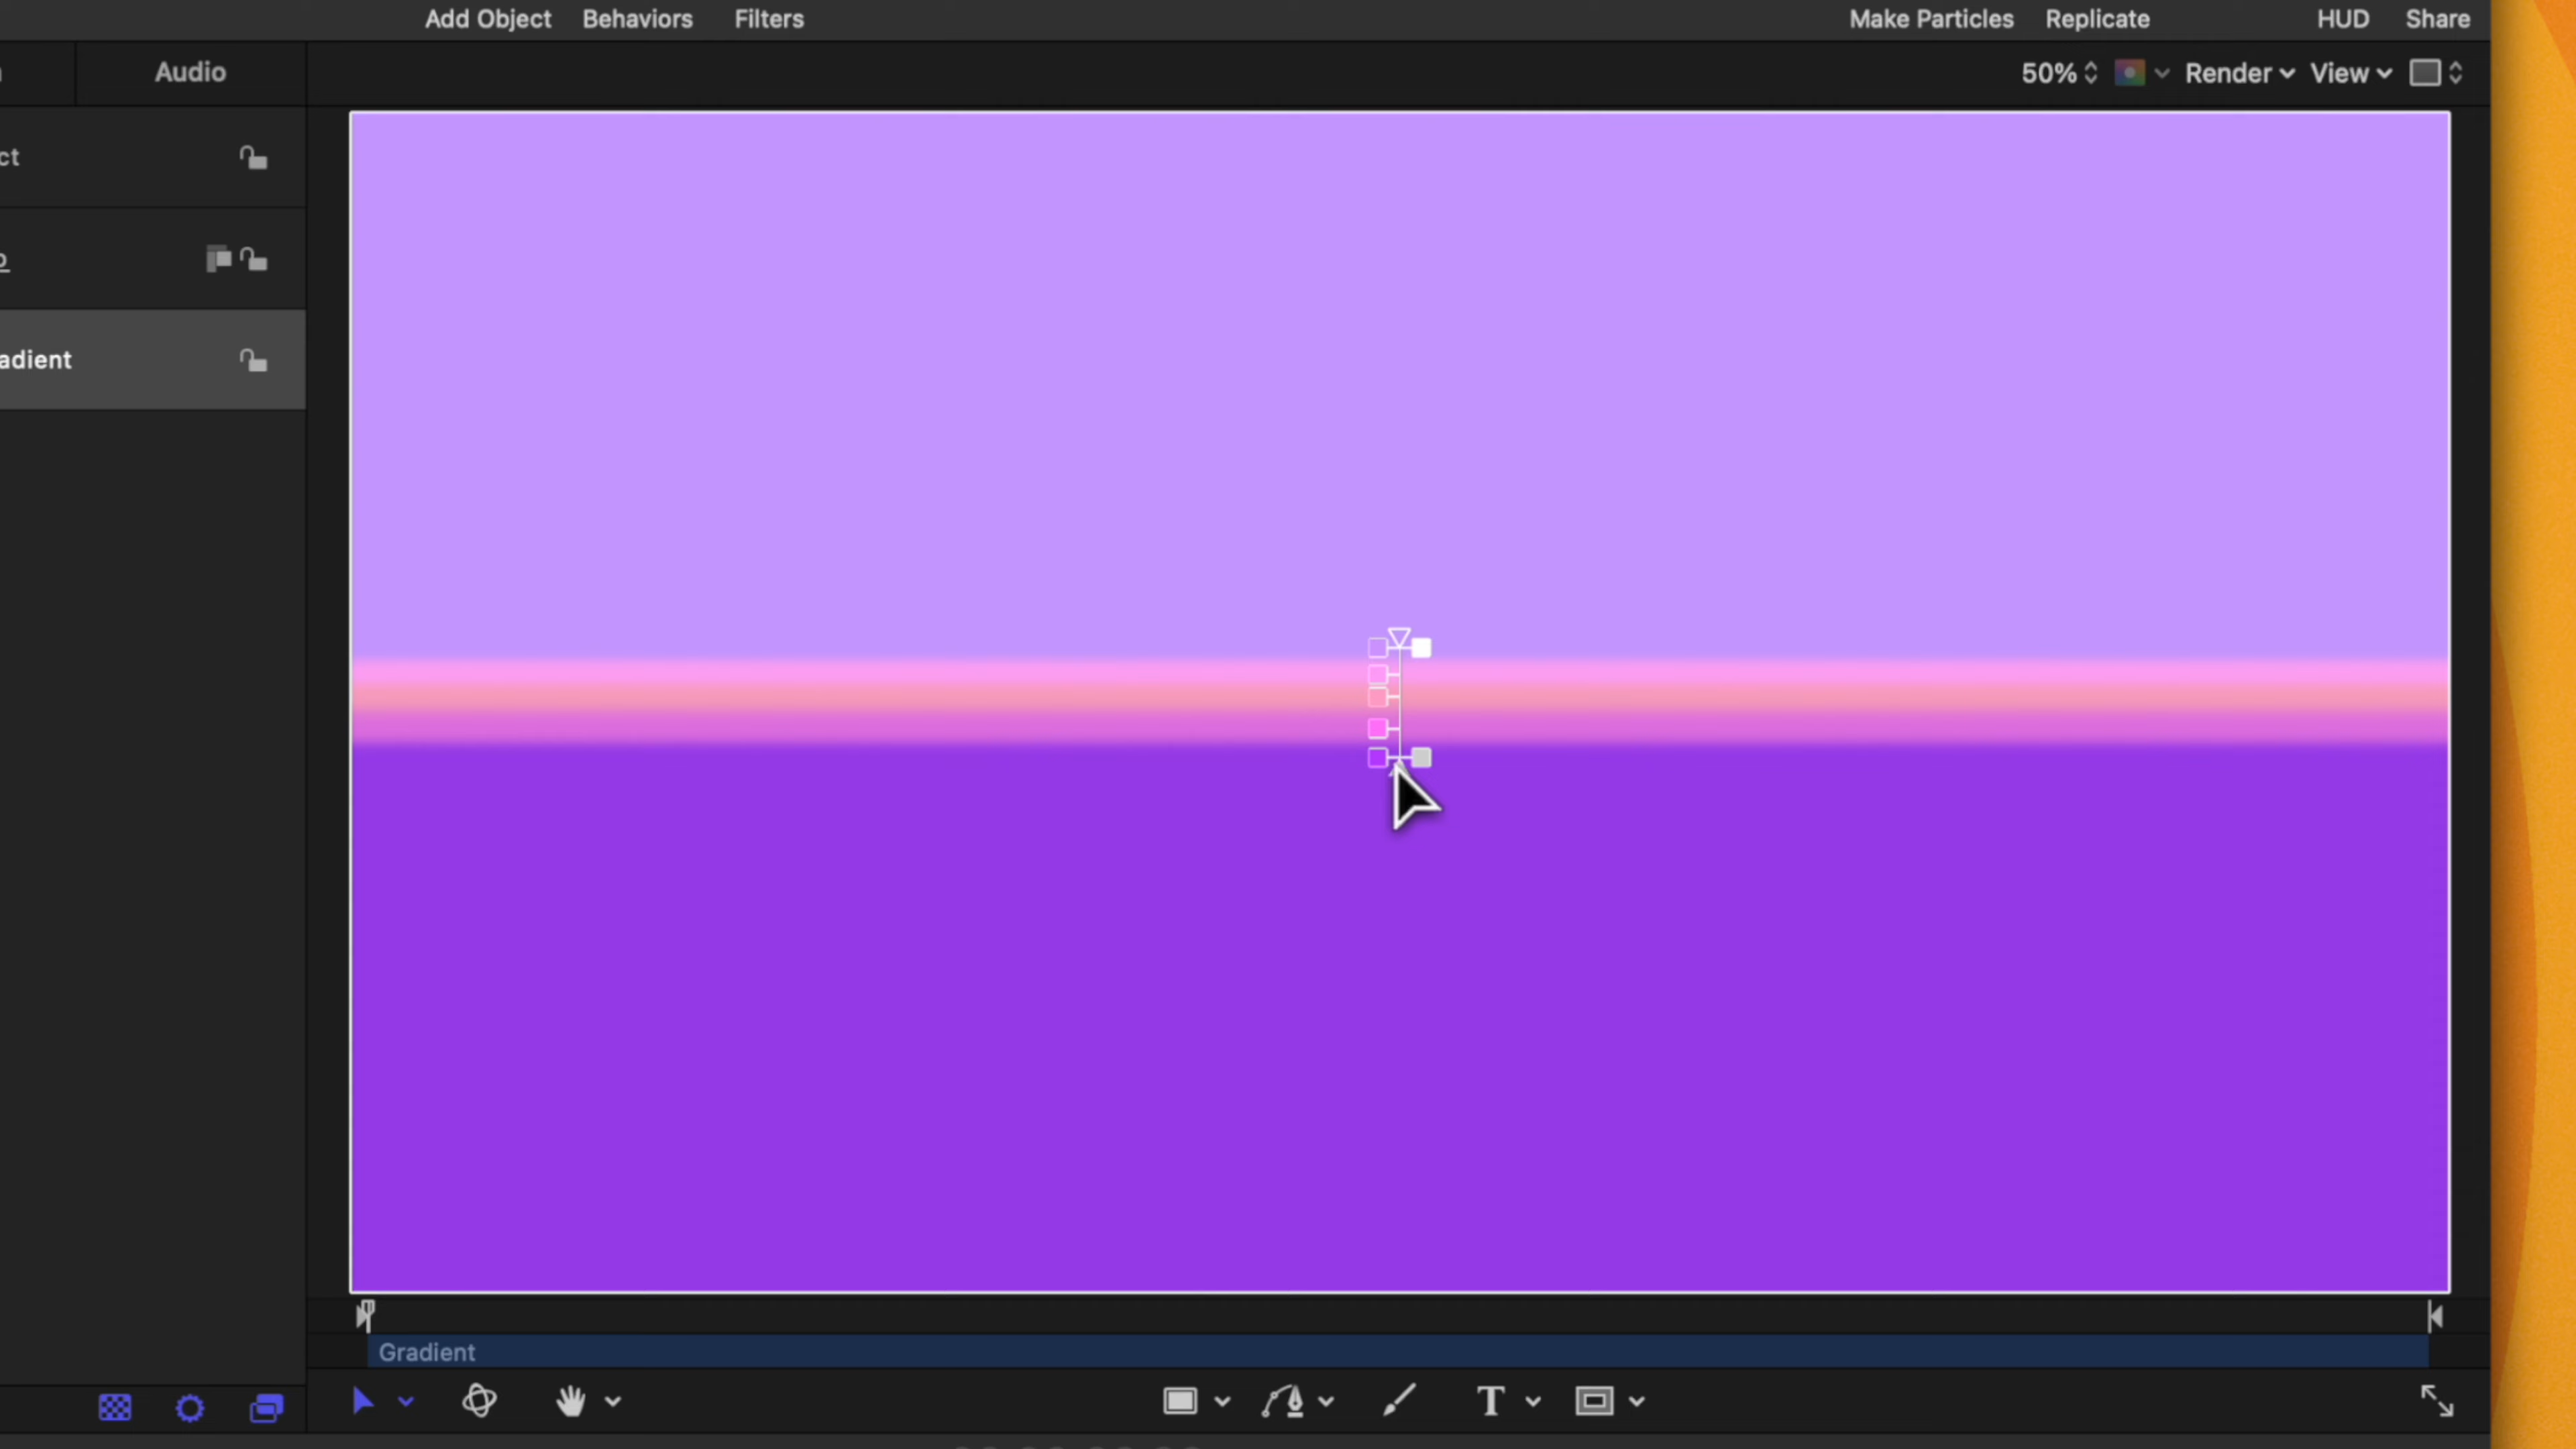 Add Object Behaviors Filters Make Particles Replicate HUD Share
Audio 50% Render View
ct
adient
Gradient
T